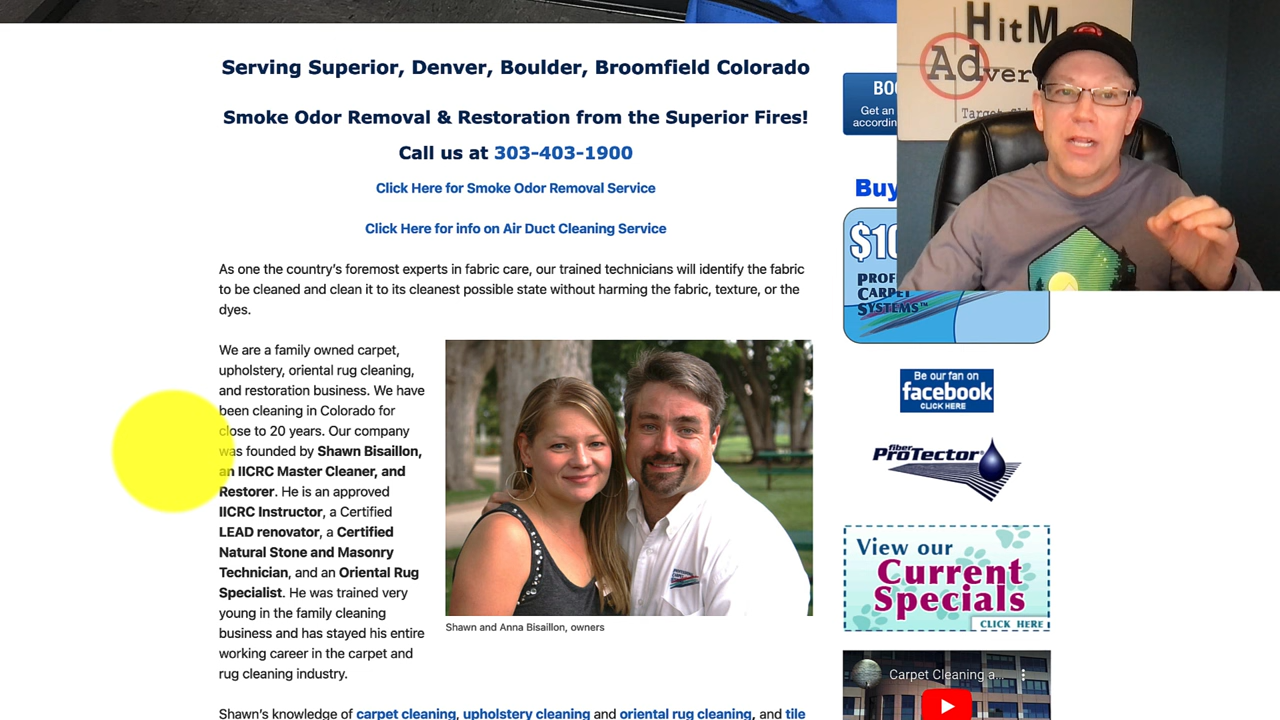 Serving Superior, Denver, Boulder, Broomfield Colorado
Smoke Odor Removal & Restoration from the Superior Fires!
Call us at 303-403-1900
Click Here for Smoke Odor Removal Service
Click Here for info on Air Duct Cleaning Service
As one the country's foremost experts in fabric care, our trained technicians will identify the fabric
to be cleaned and clean it to its cleanest possible state without harming the fabric, texture, or the
dyes.
We are a family owned carpet,
upholstery, oriental rug cleaning,
and restoration business. We have
been cleaning in Colorado for
close to 20 years. Our company
was founded by Shawn Bisaillon,
an IICRC Master Cleaner, and
Restorer. He is an approved
IICRC Instructor, a Certified
LEAD renovator, a Certified
Natural Stone and Masonry
Technician, and an Oriental Rug
Specialist. He was trained very
young in the family cleaning
business and has stayed his entire
working career in the carpet and
rug cleaning industry.
Shawn and Anna Bisaillon, owners
Shawn's knowledge of carpet cleaning, upholstery cleaning and oriental rug cleaning, and tile
BOO
Get an
accordin
Buy
$10
PROF
CARPET
SYSTEMS™
Be our fan on
facebook
CLICK HERE
fiber
PROTECTOR®
View our
Current
Specials
CLICK HERE
Carpet Cleaning a...
HitM
Adver